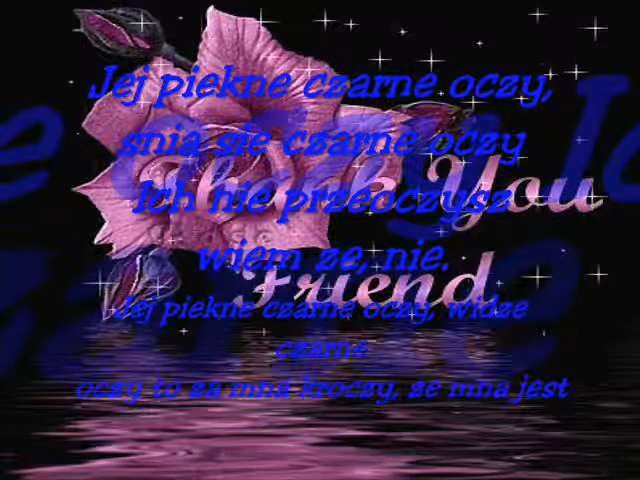 Jej piekne czarne oczy,
snia sie czarne oczy
Ich nie przeoczysz
wiem ze, nie.
Jej piekne czarne oczy, widze
czarne
oczy to za mna kroczy, ze mna jest
Thank You
Friend